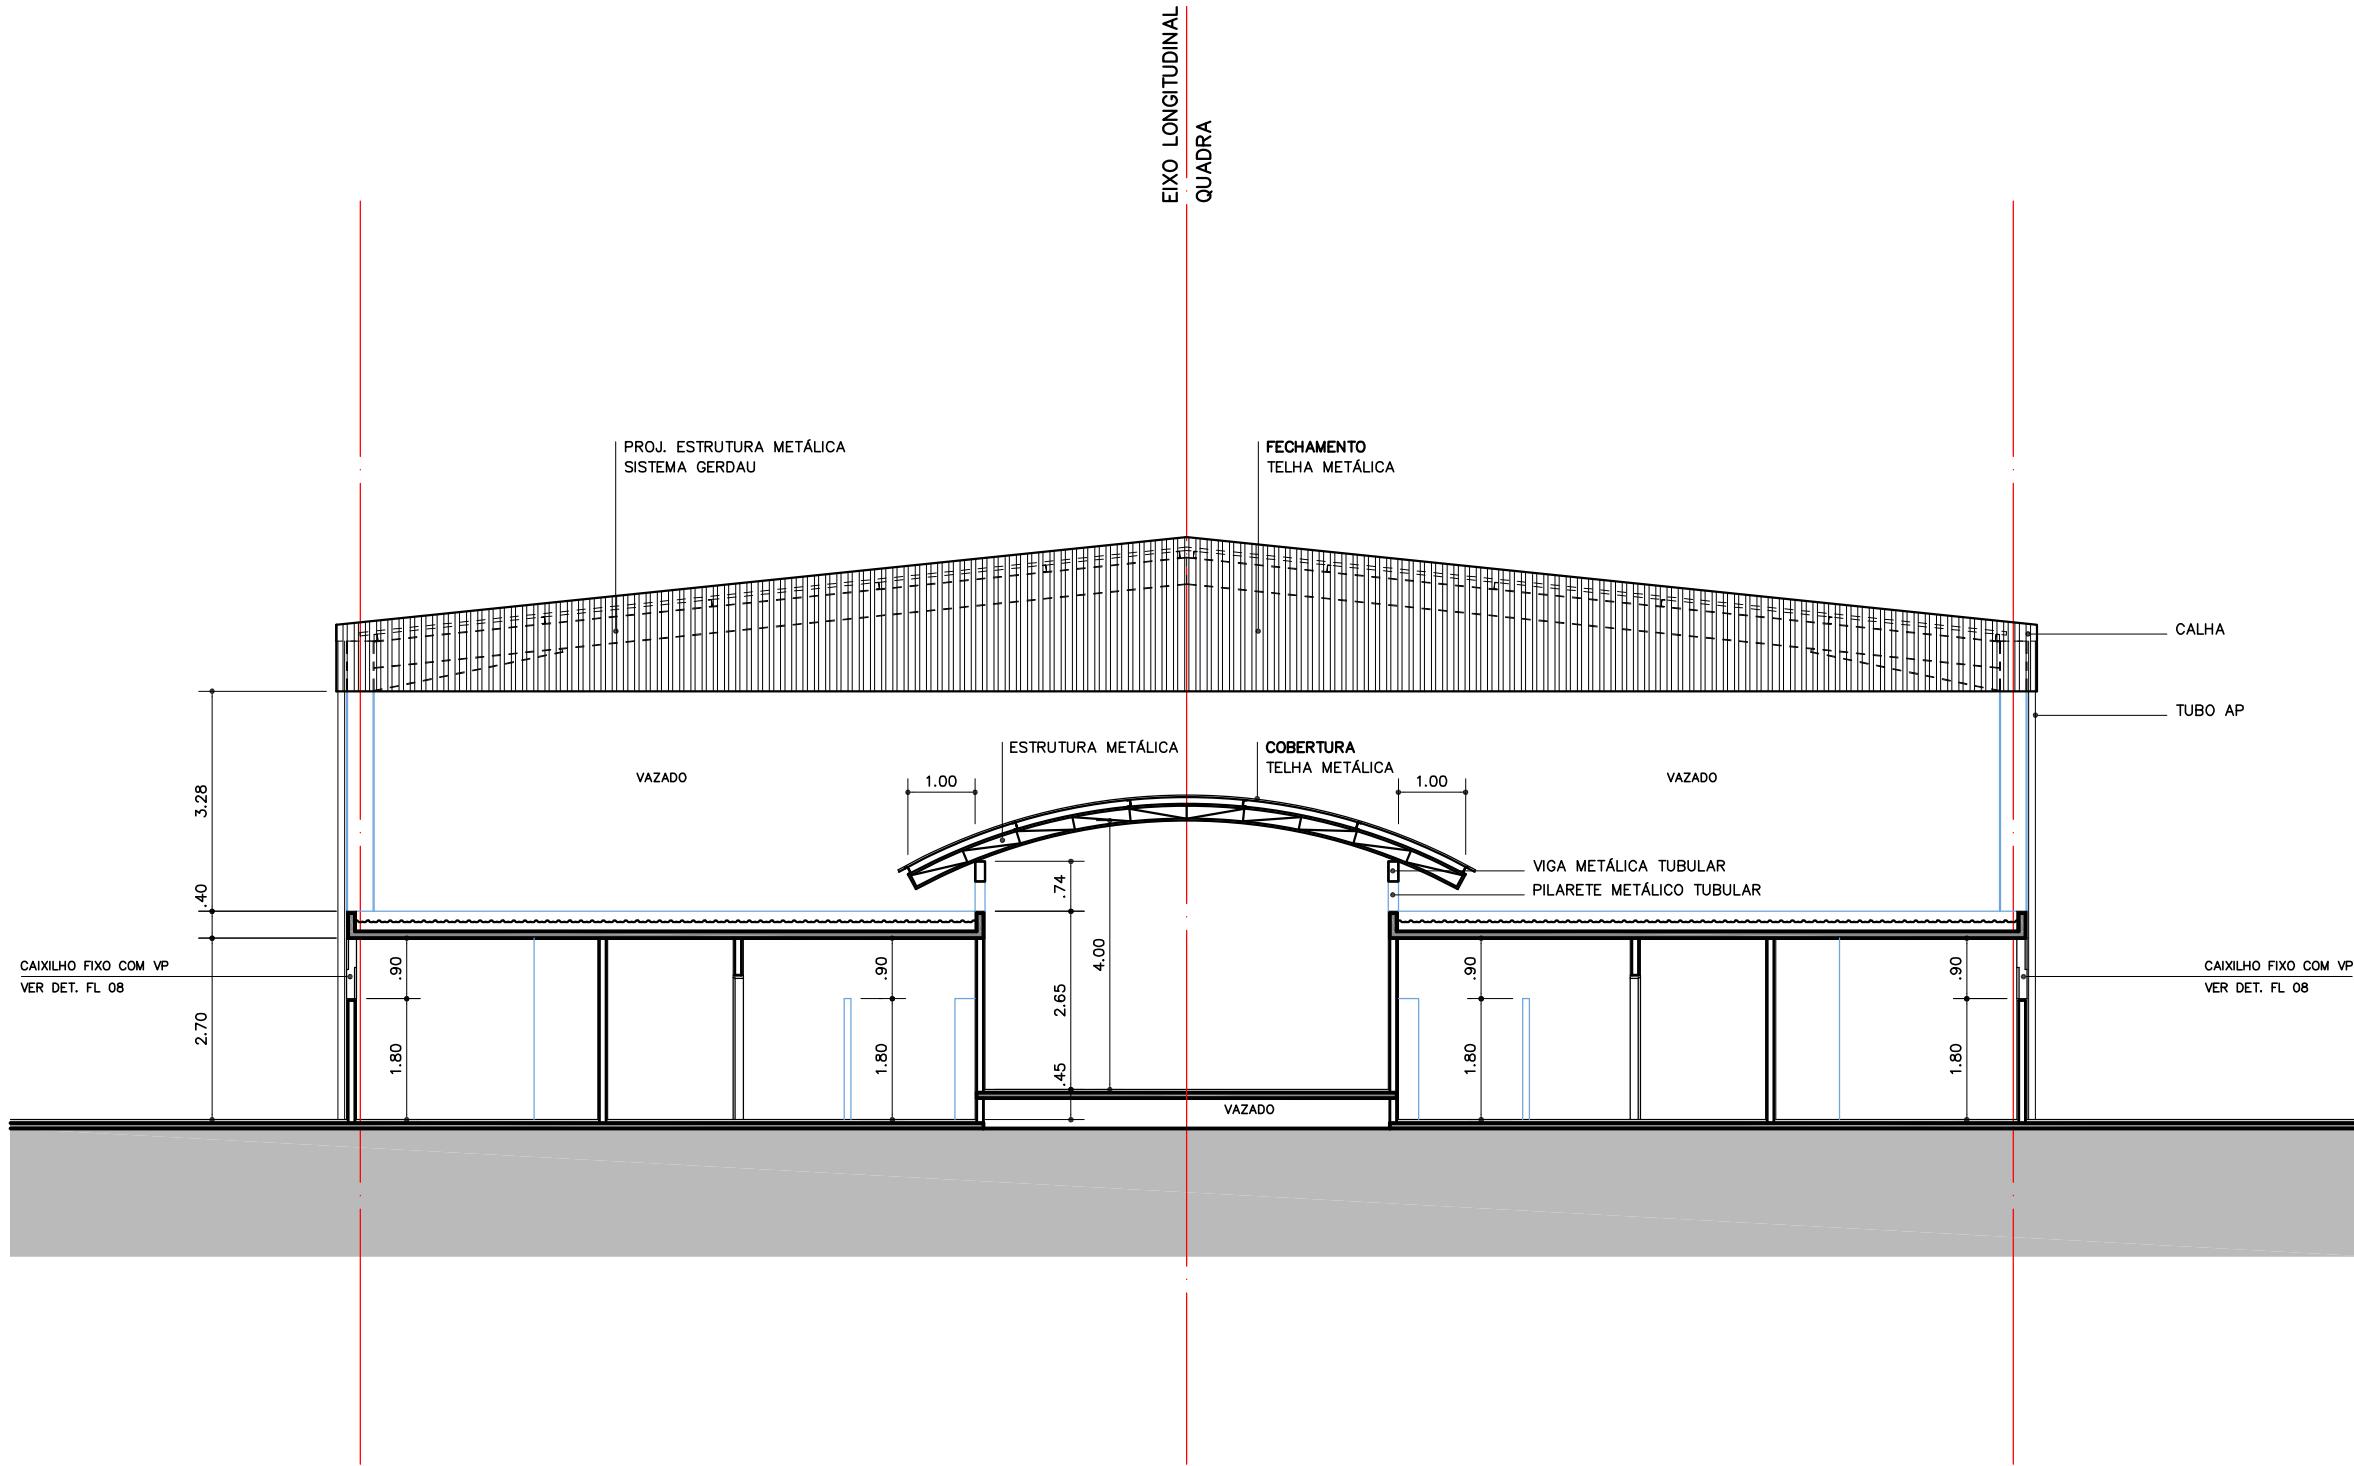 EIXO LONGITUDINAL
QUADRA
PROJ. ESTRUTURA METÁLICA
SISTEMA GERDAU
FECHAMENTO
TELHA METÁLICA
CALHA
TUBO AP
ESTRUTURA METÁLICA
COBERTURA
TELHA METÁLICA
VAZADO
VAZADO
1.00
1.00
3.28
.40
2.70
.74
4.00
2.65
.45
VIGA METÁLICA TUBULAR
PILARETE METÁLICO TUBULAR
CAIXILHO FIXO COM VP
VER DET. FL 08
.90
.90
.90
.90
CAIXILHO FIXO COM VP
VER DET. FL 08
1.80
1.80
1.80
1.80
VAZADO